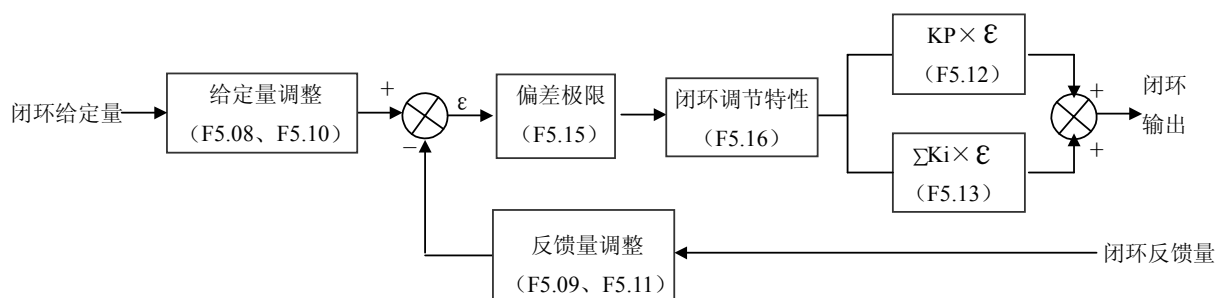 闭环给定量
给定量调整
（F5.08、F5.10）
+
−
ε
偏差极限
（F5.15）
闭环调节特性
（F5.16）
KP× ε
（F5.12）
∑Ki× ε
（F5.13）
+
+
闭环
输出
反馈量调整
（F5.09、F5.11）
闭环反馈量